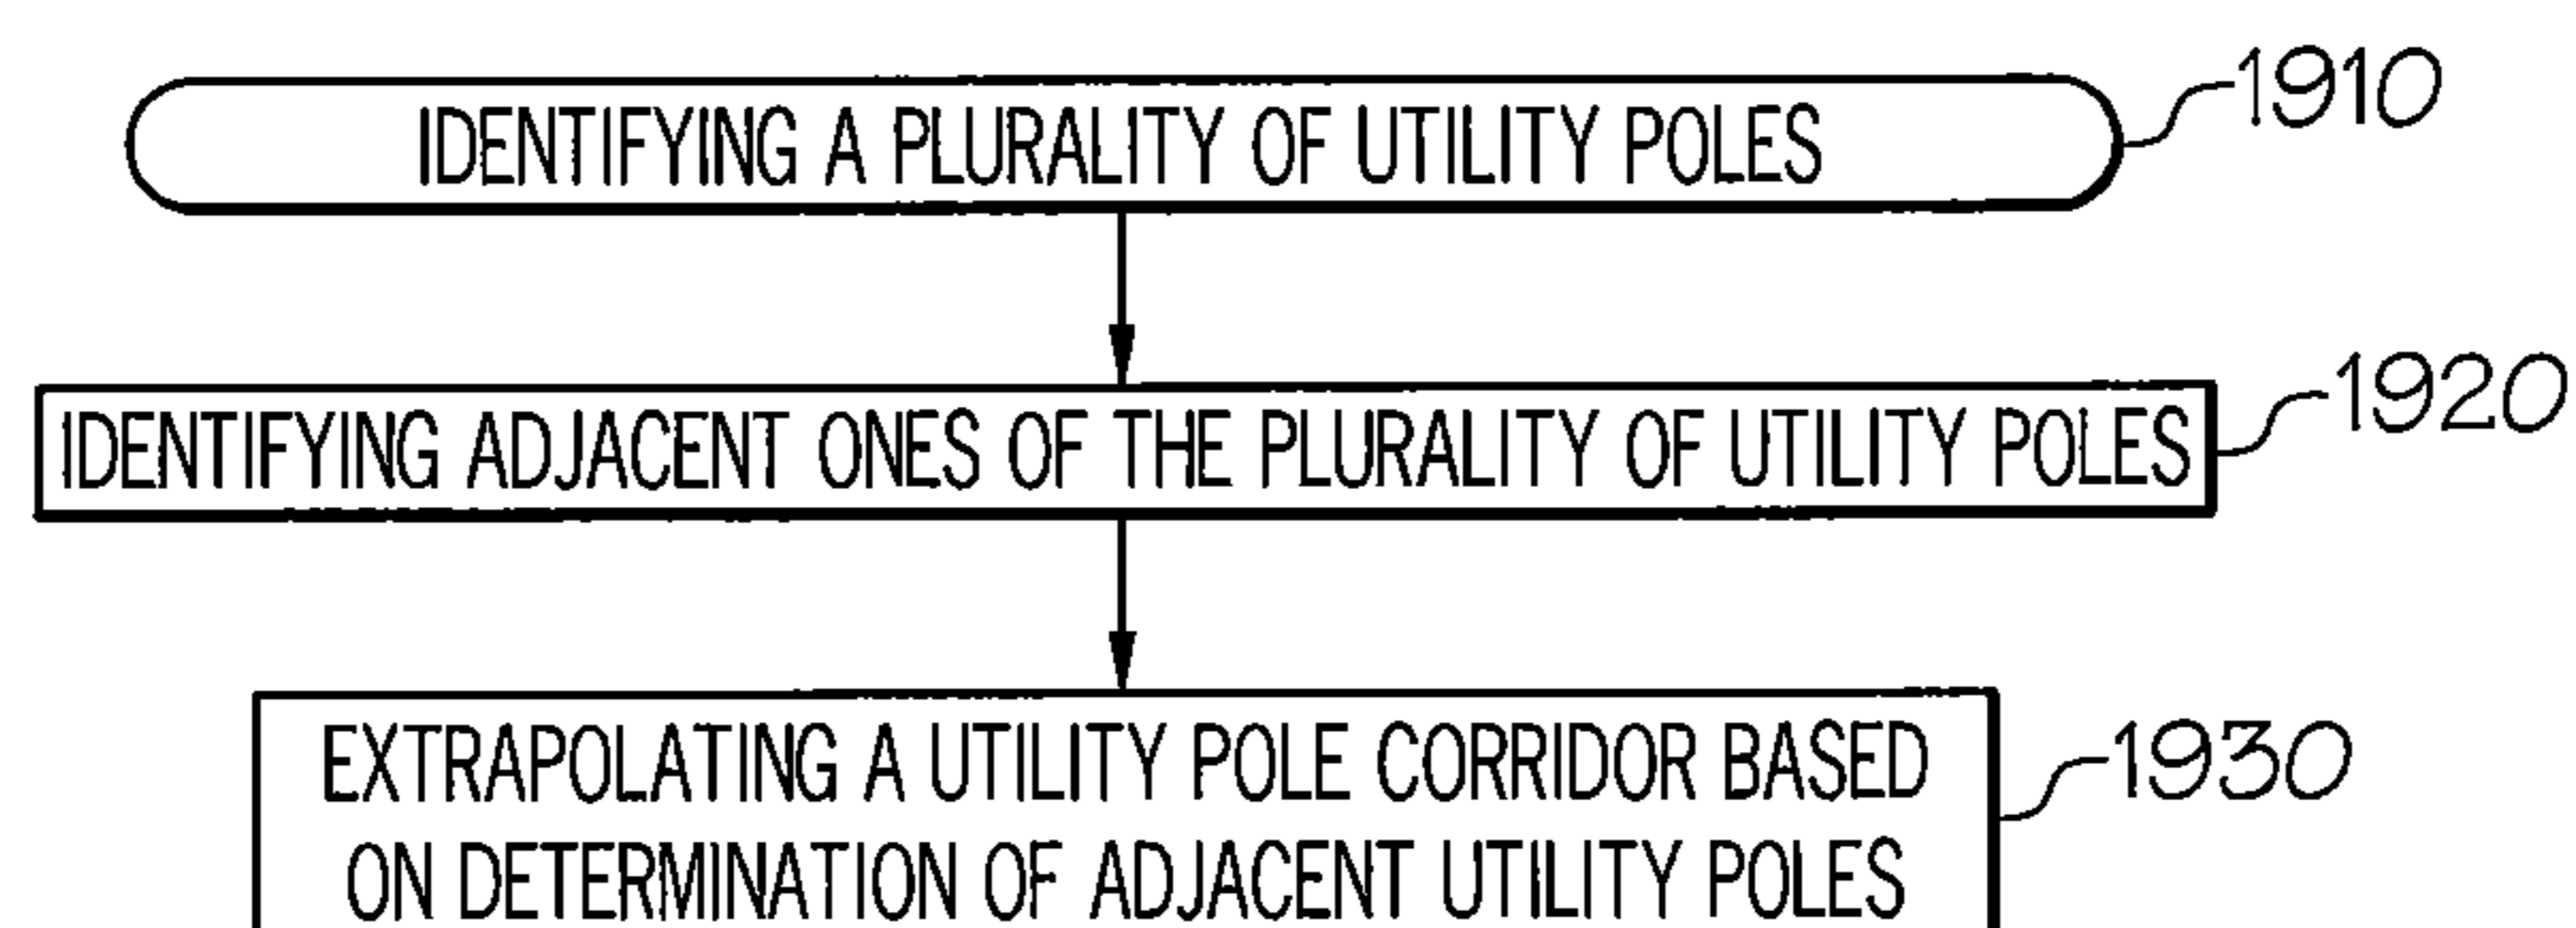 IDENTIFYING A PLURALITY OF UTILITY POLES
1910
IDENTIFYING ADJACENT ONES OF THE PLURALITY OF UTILITY POLES
1920
EXTRAPOLATING A UTILITY POLE CORRIDOR BASED
ON DETERMINATION OF ADJACENT UTILITY POLES
1930